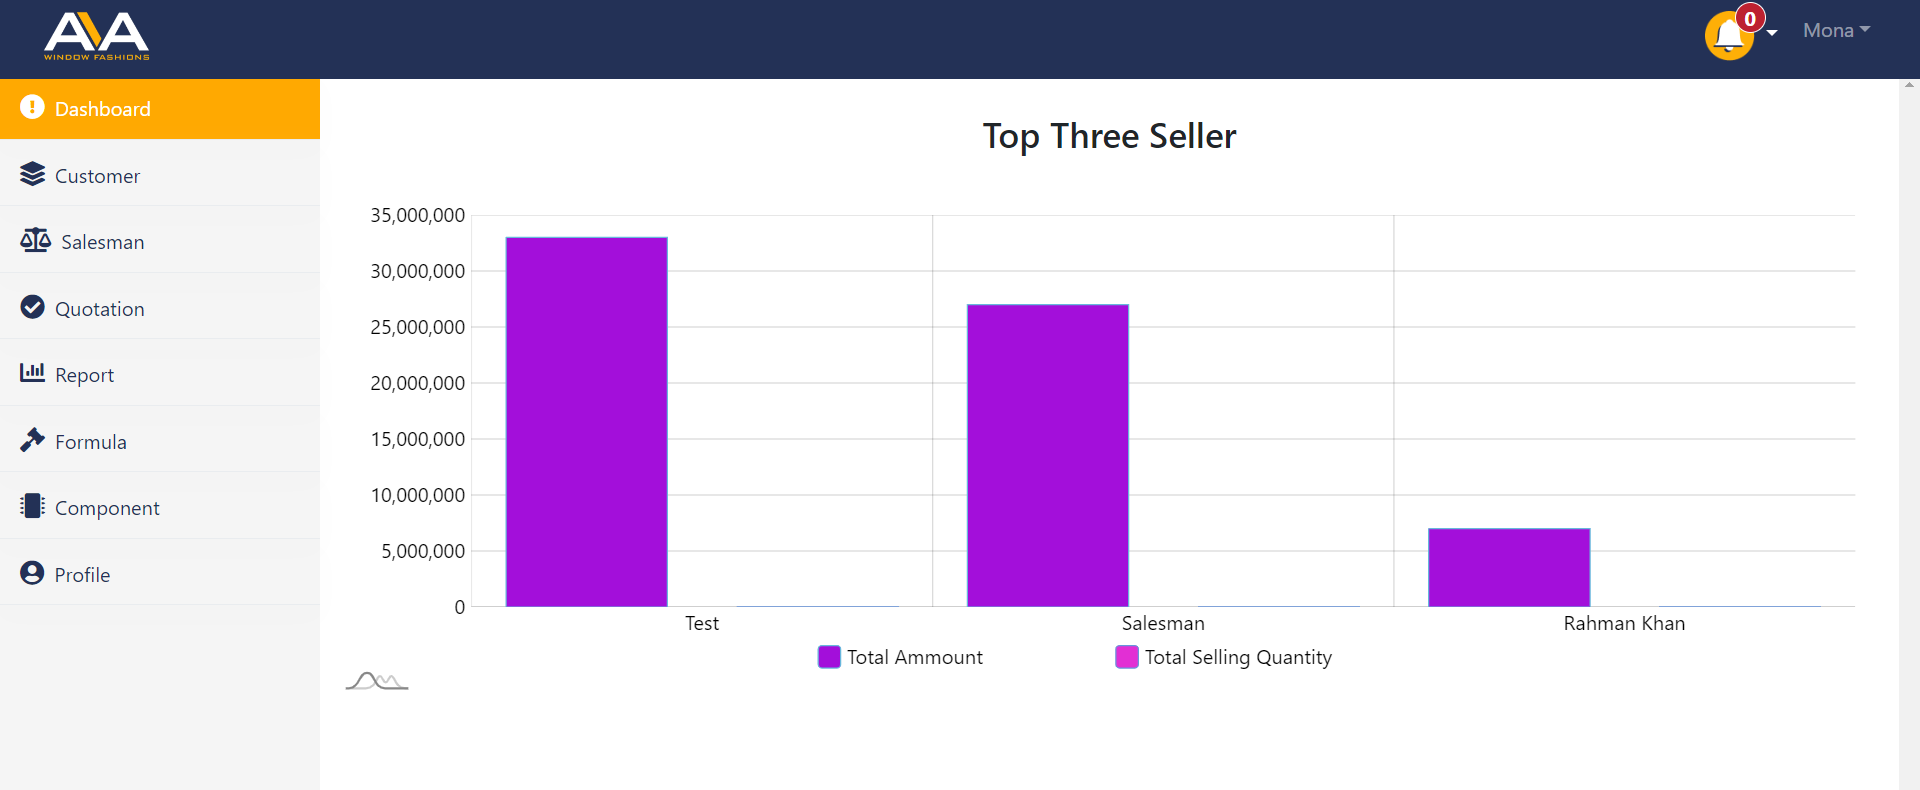 AVA
WINDOW FASHIONS
0
Mona
Dashboard
Customer
Salesman
Quotation
Report
Formula
Component
Profile
Top Three Seller
35,000,000
30,000,000
25,000,000
20,000,000
15,000,000
10,000,000
5,000,000
0
Test
Salesman
Rahman Khan
Total Ammount
Total Selling Quantity